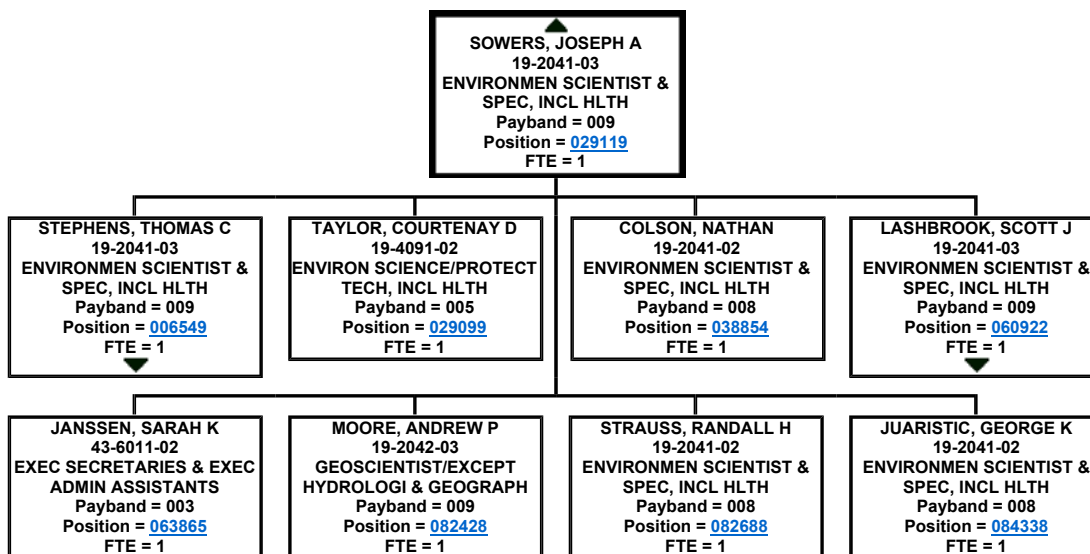 SOWERS, JOSEPH A
19-2041-03
ENVIRONMEN SCIENTIST &
SPEC, INCL HLTH
Payband = 009
Position = 029119
FTE = 1
STEPHENS, THOMAS C
19-2041-03
ENVIRONMEN SCIENTIST &
SPEC, INCL HLTH
Payband = 009
Position = 006549
FTE = 1
TAYLOR, COURTENAY D
19-4091-02
ENVIRON SCIENCE/PROTECT
TECH, INCL HLTH
Payband = 005
Position = 029099
FTE = 1
COLSON, NATHAN
19-2041-02
ENVIRONMEN SCIENTIST &
SPEC, INCL HLTH
Payband = 008
Position = 038854
FTE = 1
LASHBROOK, SCOTT J
19-2041-03
ENVIRONMEN SCIENTIST &
SPEC, INCL HLTH
Payband = 009
Position = 060922
FTE = 1
JANSSEN, SARAH K
43-6011-02
EXEC SECRETARIES & EXEC
ADMIN ASSISTANTS
Payband = 003
Position = 063865
FTE = 1
MOORE, ANDREW P
19-2042-03
GEOSCIENTIST/EXCEPT
HYDROLOGI & GEOGRAPH
Payband = 009
Position = 082428
FTE = 1
STRAUSS, RANDALL H
19-2041-02
ENVIRONMEN SCIENTIST &
SPEC, INCL HLTH
Payband = 008
Position = 082688
FTE = 1
JUARISTIC, GEORGE K
19-2041-02
ENVIRONMEN SCIENTIST &
SPEC, INCL HLTH
Payband = 008
Position = 084338
FTE = 1